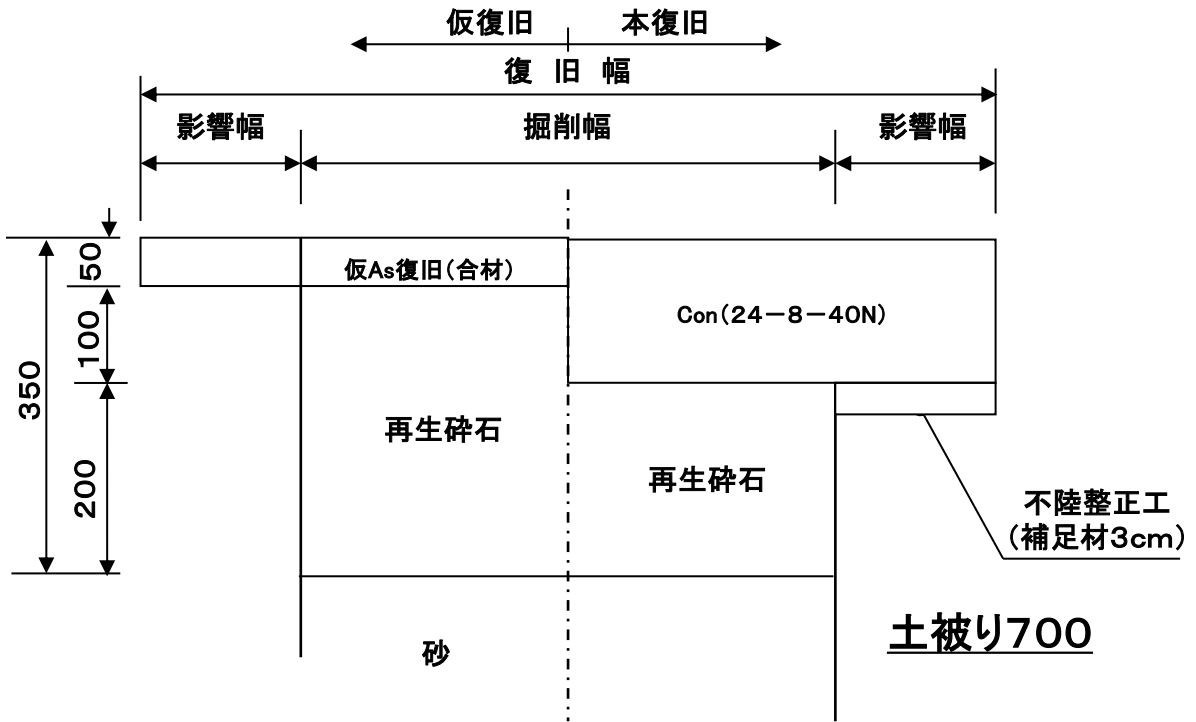 仮復旧 本復旧
復 旧 幅
影響幅 掘削幅 影響幅
50
仮As復旧(合材)
Con(24－8－40N)
100
350
再生砕石
200
再生砕石
不陸整正工
(補足材3cm)
土被り700
砂